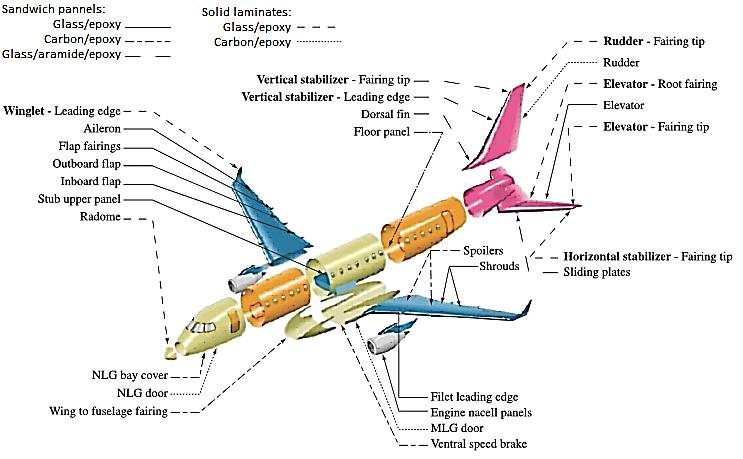 Sandwich pannels:
Glass/epoxy
Carbon/epoxy
Glass/aramide/epoxy
Solid laminates:
Glass/epoxy
Carbon/epoxy
Rudder - Fairing tip
Rudder
Elevator - Root fairing
Elevator
Elevator - Fairing tip
Vertical stabilizer - Fairing tip
Vertical stabilizer - Leading edge
Dorsal fin
Floor panel
Winglet - Leading edge
Aileron
Flap fairings
Outboard flap
Inboard flap
Stub upper panel
Radome
Spoilers
Shrouds
Horizontal stabilizer - Fairing tip
Sliding plates
NLG bay cover
NLG door
Wing to fuselage fairing
Filet leading edge
Engine nacell panels
MLG door
Ventral speed brake